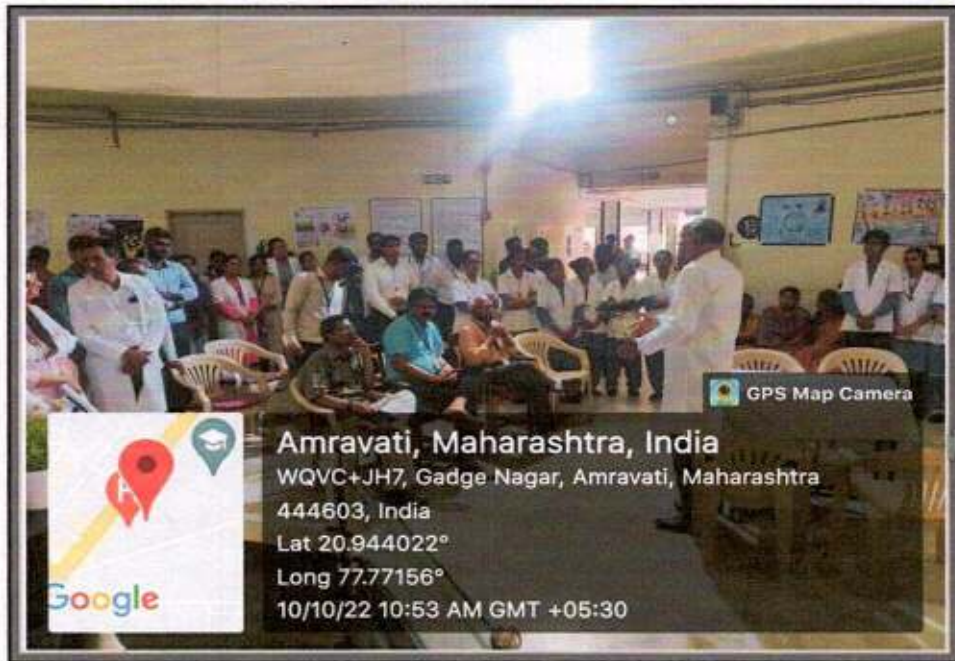 GPS Map Camera
Amravati, Maharashtra, India
WQVC+JH7, Gadge Nagar, Amravati, Maharashtra
444603, India
Lat 20.944022°
Long 77.77156°
10/10/22 10:53 AM GMT +05:30
Google